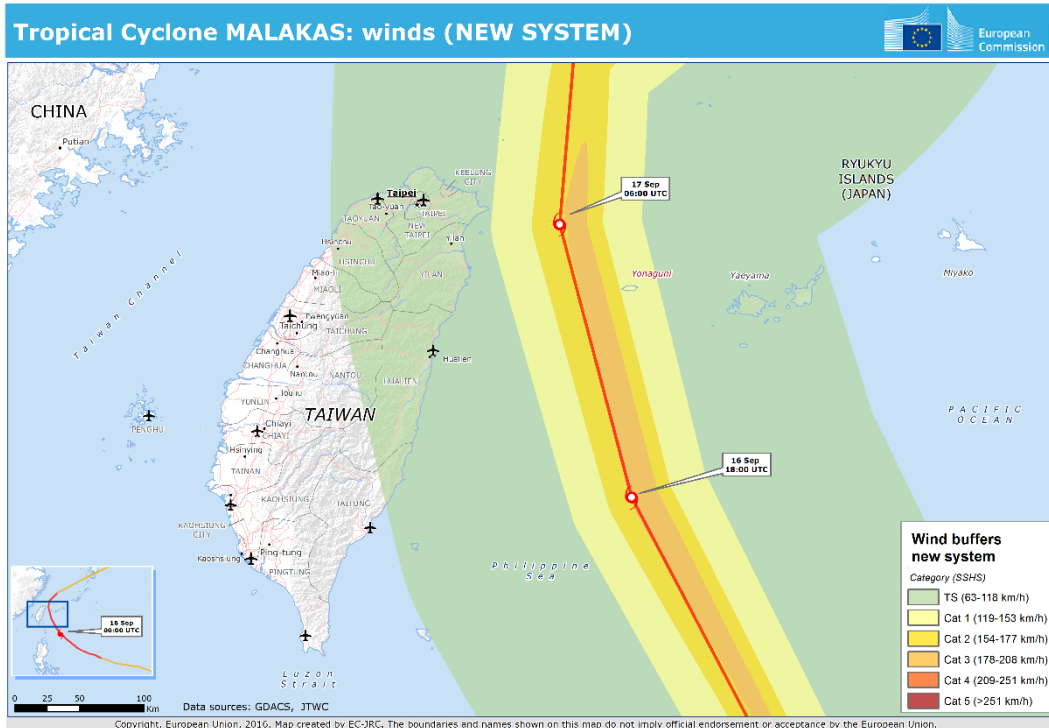 Tropical Cyclone MALAKAS: winds (NEW SYSTEM)
European
Commission
CHINA
Putian
Taiwan Channel
KEELUNG
CITY
Taipei
Tao-yuan
TAOYUAN
TAIPEI
NEW
TAIPEI
Hsinchu
HSINCHU
Yilan
YILAN
Miao-li
MIAOLI
Fengyuan
Taichung
TAICHUNG
Changhua
CHANGHUA
Nantou
NANTOU
Hualien
HUALIEN
YUNLIN
Touliu
TAIWAN
PENGHU
Chiayi
CHIAYI
Hsinying
TAINAN
KAOHSIUNG
TAITUNG
KAOHSIUNG
CITY
Kaoshsiung
Ping-tung
PINGTUNG
17 Sep
06:00 UTC
RYUKYU
ISLANDS
(JAPAN)
Yonaguni
Yaeyama
Miyako
PACIFIC
OCEAN
16 Sep
18:00 UTC
Philippine
Sea
Luzon
Strait
16 Sep
00:00 UTC
0 25 50 100
Km
Data sources: GDACS, JTWC
Wind buffers
new system
Category (SSHS)
TS (63-118 km/h)
Cat 1 (119-153 km/h)
Cat 2 (154-177 km/h)
Cat 3 (178-208 km/h)
Cat 4 (209-251 km/h)
Cat 5 (>251 km/h)
Copyright, European Union, 2016. Map created by EC-JRC. The boundaries and names shown on this map do not imply official endorsement or acceptance by the European Union.